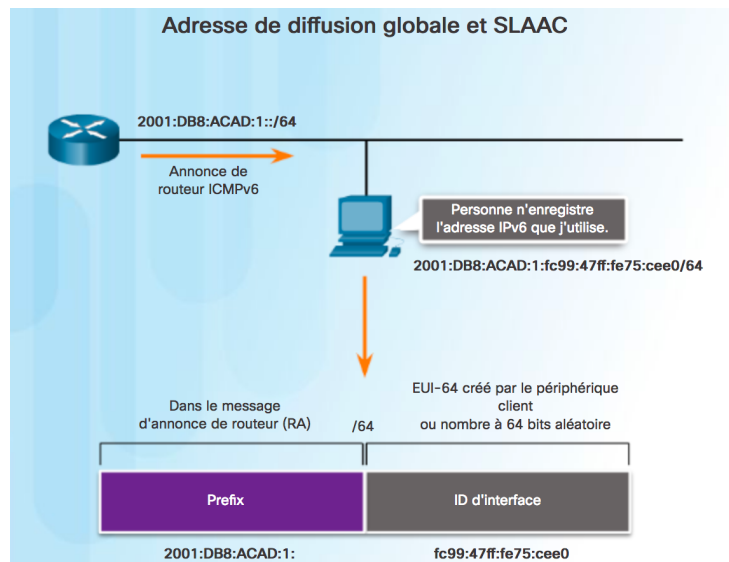 Adresse de diffusion globale et SLAAC
2001:DB8:ACAD:1::/64
Annonce de
routeur ICMPv6
Personne n'enregistre
l'adresse IPv6 que j'utilise.
2001:DB8:ACAD:1:fc99:47ff:fe75:cee0/64
Dans le message
d'annonce de routeur (RA)
/64
EUI-64 créé par le périphérique
client
ou nombre à 64 bits aléatoire
Prefix
ID d'interface
2001:DB8:ACAD:1:
fc99:47ff:fe75:cee0